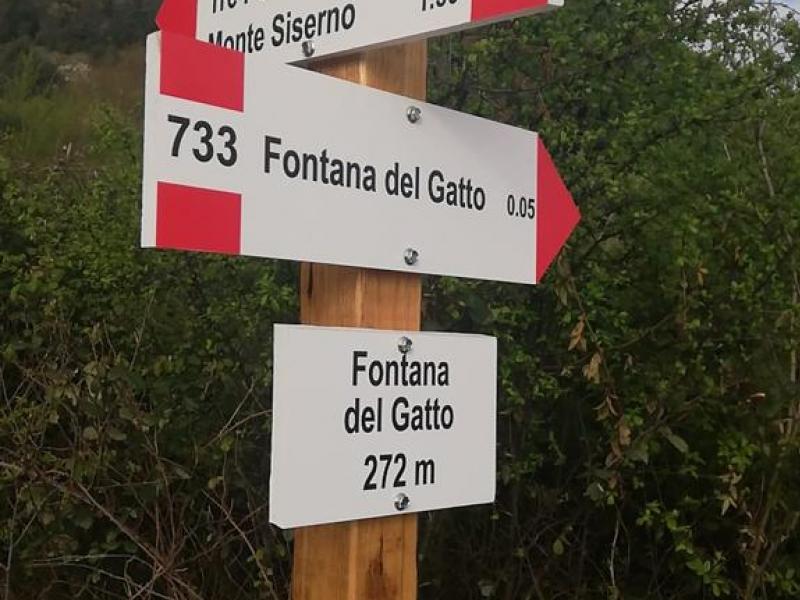 Monte Siserno
733 Fontana del Gatto 0.05
Fontana
del Gatto
272 m